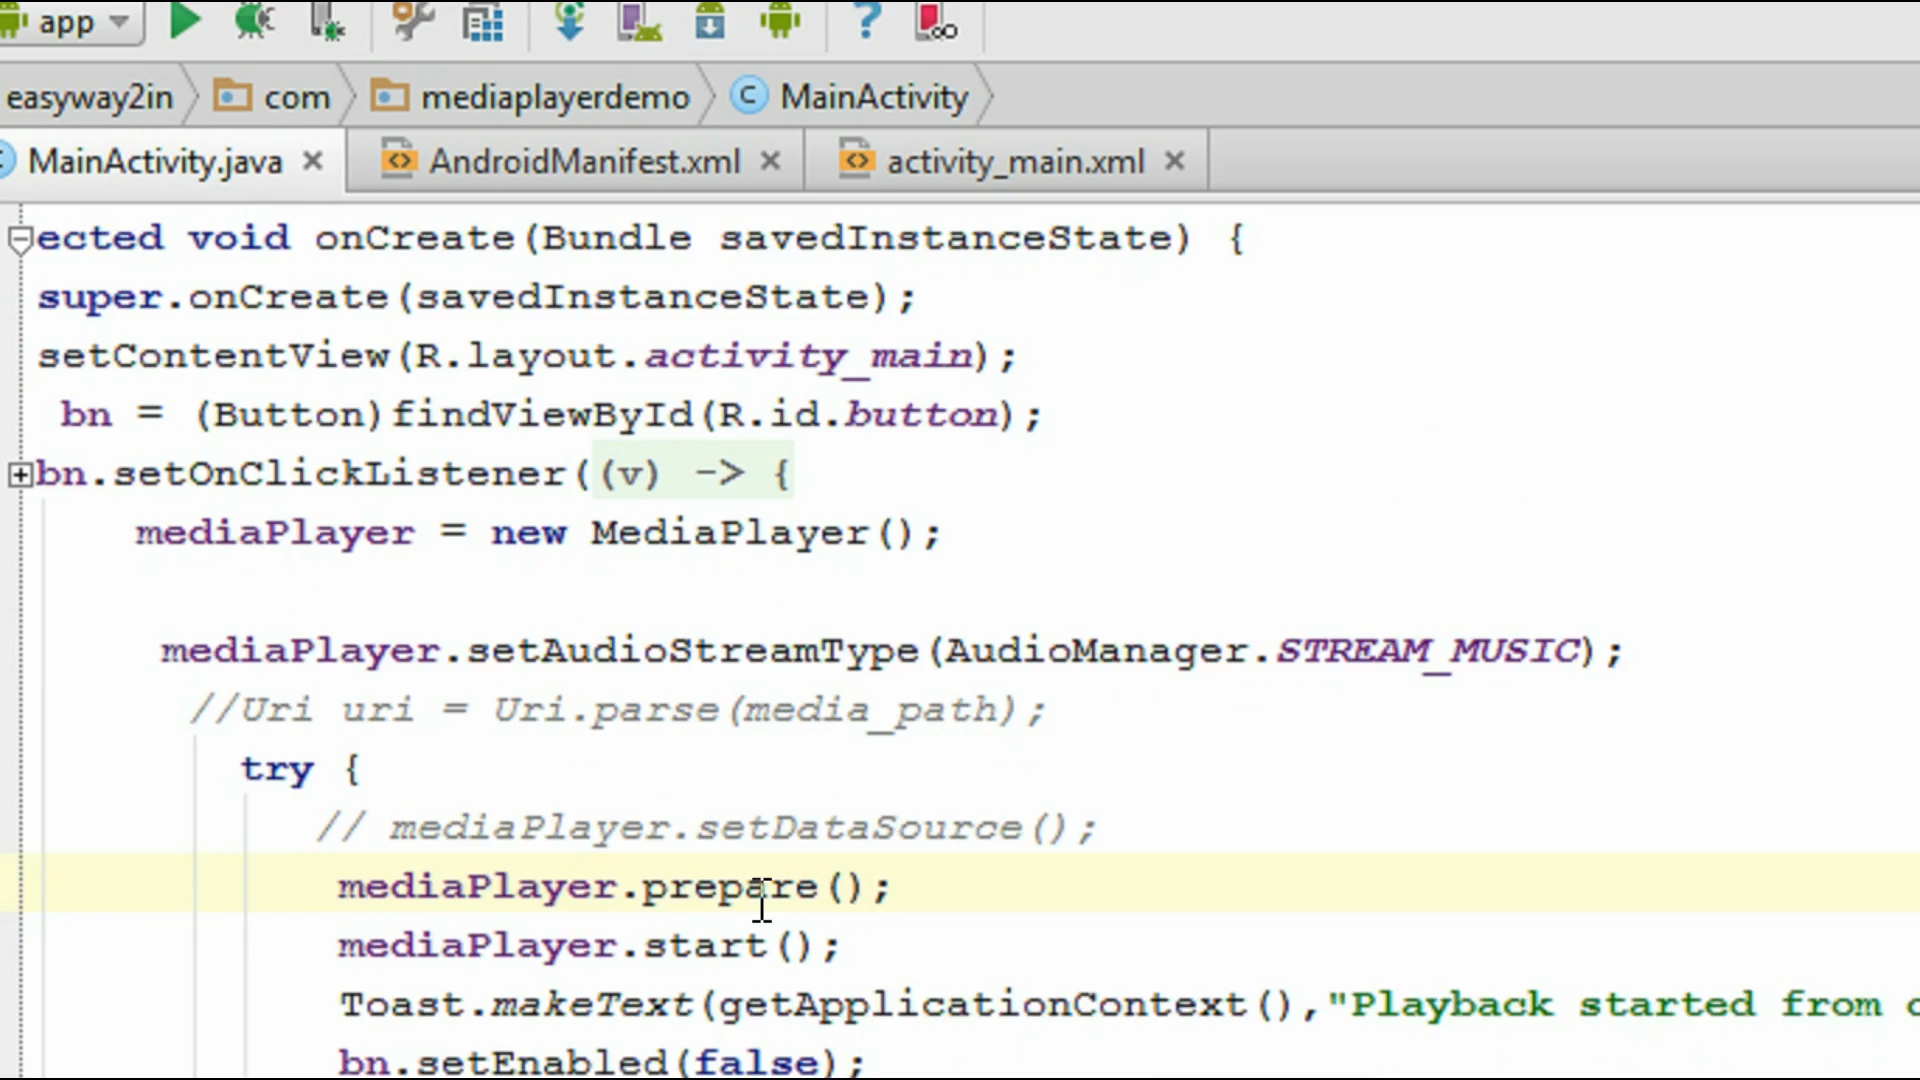 app
easyway2in com mediaplayerdemo MainActivity
MainActivity.java AndroidManifest.xml activity_main.xml
ected void onCreate(Bundle savedInstanceState) {
super.onCreate(savedInstanceState);
setContentView(R.layout.activity_main);
bn = (Button)findViewById(R.id.button);
bn.setOnClickListener((v) -> {
mediaPlayer = new MediaPlayer();
mediaPlayer.setAudioStreamType(AudioManager.STREAM_MUSIC);
//Uri uri = Uri.parse(media_path);
try {
// mediaPlayer.setDataSource();
mediaPlayer.prepare();
mediaPlayer.start();
Toast.makeText(getApplicationContext(),"Playback started from
bn.setEnabled(false);